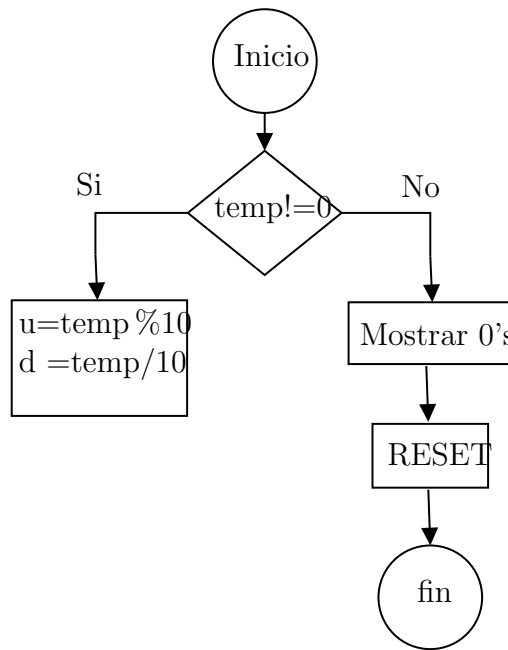 Inicio
Si
No
temp!=0
u=temp %10
d =temp/10
Mostrar 0's
RESET
fin